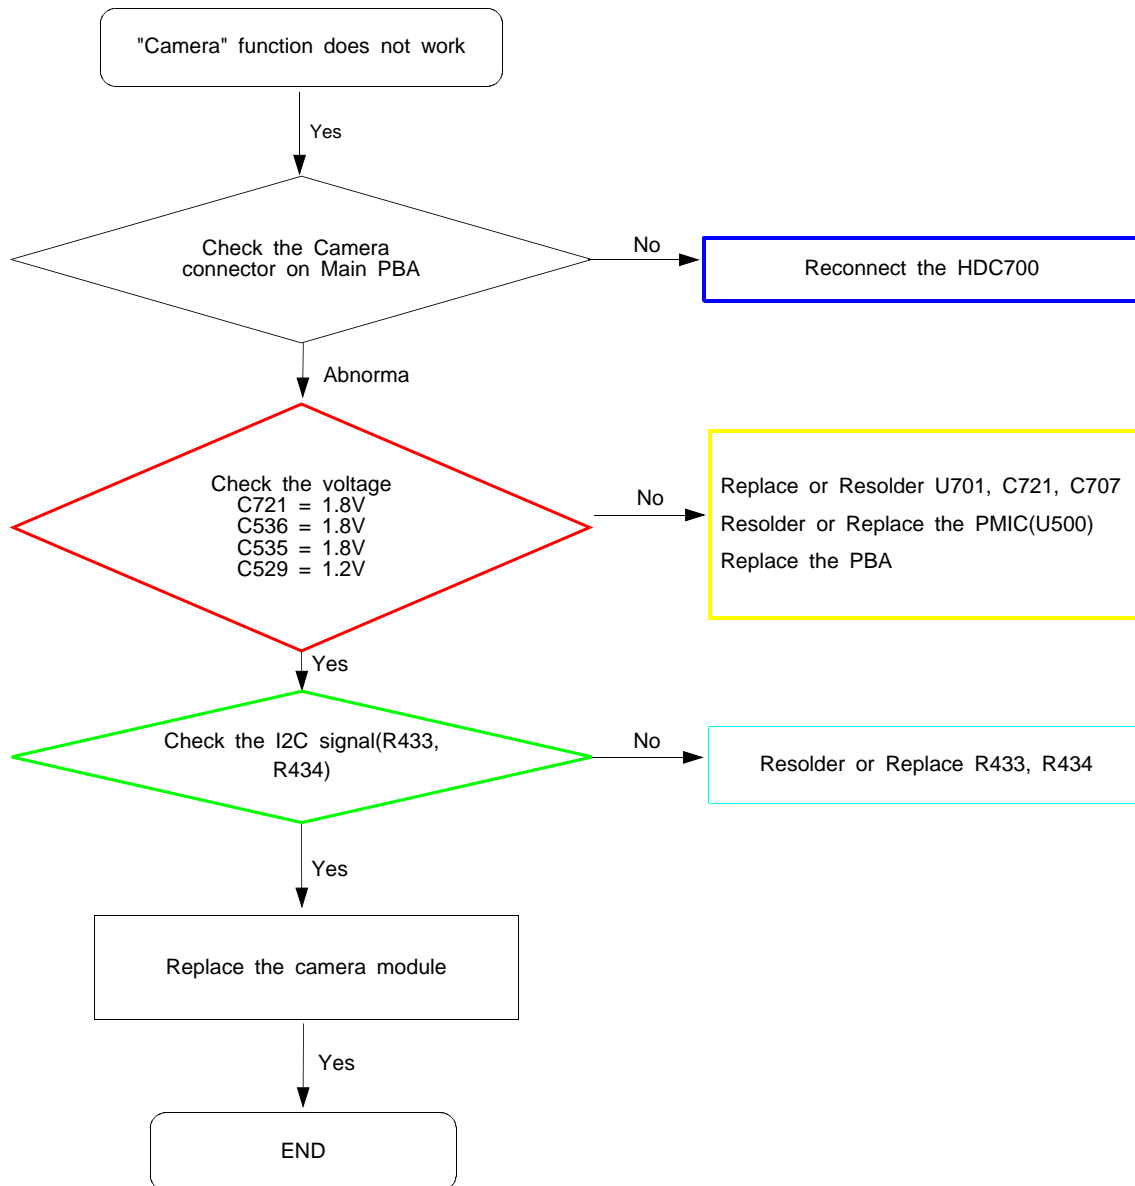 "Camera" function does not work
Yes
Check the Camera
connector on Main PBA
No
Reconnect the HDC700
Abnorma
Check the voltage
C721 = 1.8V
C536 = 1.8V
C535 = 1.8V
C529 = 1.2V
No
Replace or Resolder U701, C721, C707
Resolder or Replace the PMIC(U500)
Replace the PBA
Yes
Check the I2C signal(R433,
R434)
No
Resolder or Replace R433, R434
Yes
Replace the camera module
Yes
END